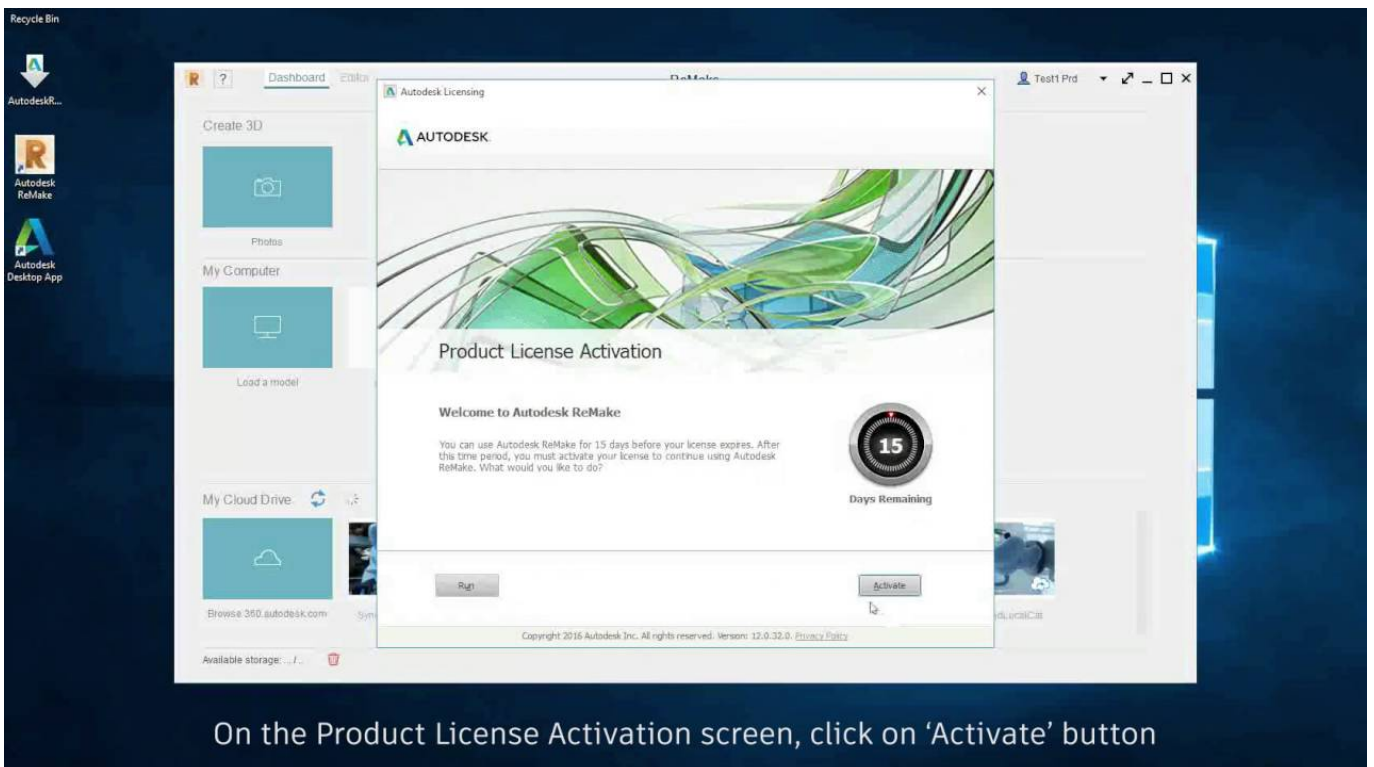 Recycle Bin
AutodeskR...
Autodesk
ReMake
Autodesk
Desktop App
R ? Dashboard Editor
ReMake
Test1 Prd
Create 3D
Photos
My Computer
Load a model
My Cloud Drive
Browse 360.autodesk.com
Available storage: .../...
Autodesk Licensing
AUTODESK
Product License Activation
Welcome to Autodesk ReMake
You can use Autodesk ReMake for 15 days before your license expires. After
this time period, you must activate your license to continue using Autodesk
ReMake. What would you like to do?
15
Days Remaining
Run
Activate
Copyright 2016 Autodesk Inc. All rights reserved. Version: 12.0.32.0. Privacy Policy
On the Product License Activation screen, click on ‘Activate’ button